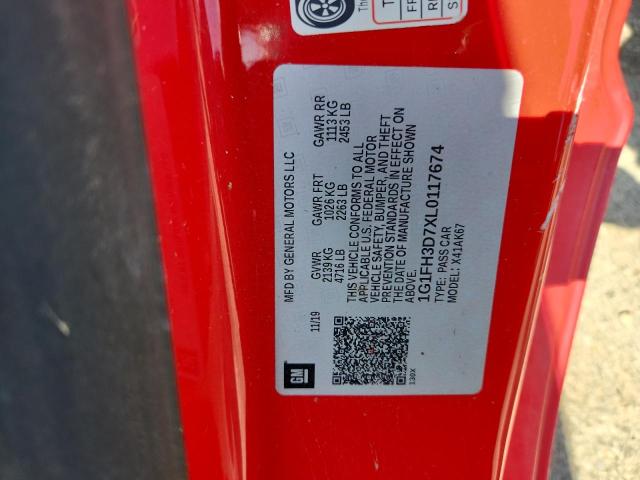 MFD BY GENERAL MOTORS LLC
11/19
GVWR
2139 KG
4716 LB
GAWR FRT
1026 KG
2263 LB
GAWR RR
1113 KG
2453 LB
THIS VEHICLE CONFORMS TO ALL
APPLICABLE U.S. FEDERAL MOTOR
VEHICLE SAFETY, BUMPER, AND THEFT
PREVENTION STANDARDS IN EFFECT ON
THE DATE OF MANUFACTURE SHOWN
ABOVE.
1G1FH3D7XL0117674
TYPE: PASS CAR
MODEL: X41AK67
GM
130X